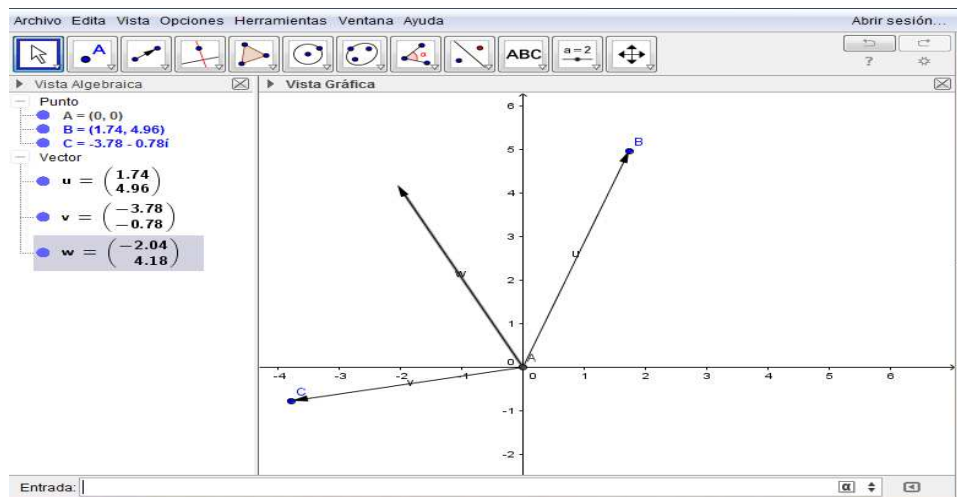 Archivo Edita Vista Opciones Herramientas Ventana Ayuda Abrir sesión...
A ABC a=2
Vista Algebraica
Punto
A = (0, 0)
B = (1.74, 4.96)
C = -3.78 - 0.78í
Vector
u = (1.74
4.96)
v = (−3.78
−0.78)
w = (−2.04
4.18)
Vista Gráfica
6
5
4
3
2
1
0
-1
-2
-4 -3 -2 -1 0 1 2 3 4 5 6
B
u
w
A
C
v
Entrada:
α
?